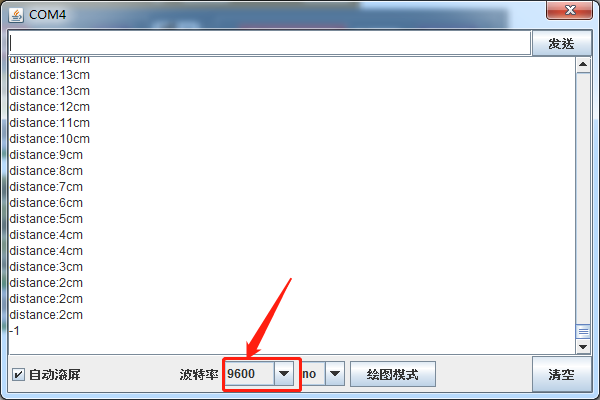 COM4
发送
distance:14cm
distance:13cm
distance:13cm
distance:12cm
distance:11cm
distance:10cm
distance:9cm
distance:8cm
distance:7cm
distance:6cm
distance:5cm
distance:4cm
distance:4cm
distance:3cm
distance:2cm
distance:2cm
distance:2cm
-1
自动滚屏 波特率 9600 no 绘图模式 清空